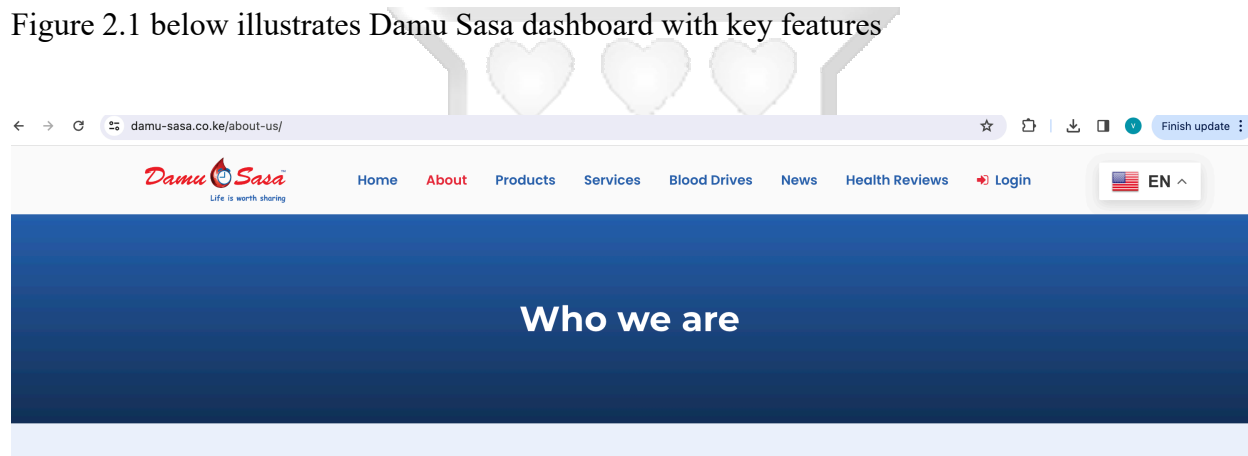 Figure 2.1 below illustrates Damu Sasa dashboard with key features
damu-sasa.co.ke/about-us/
V
Finish update
Damu Sasa™
Life is worth sharing
Home About Products Services Blood Drives News Health Reviews Login
EN
Who we are